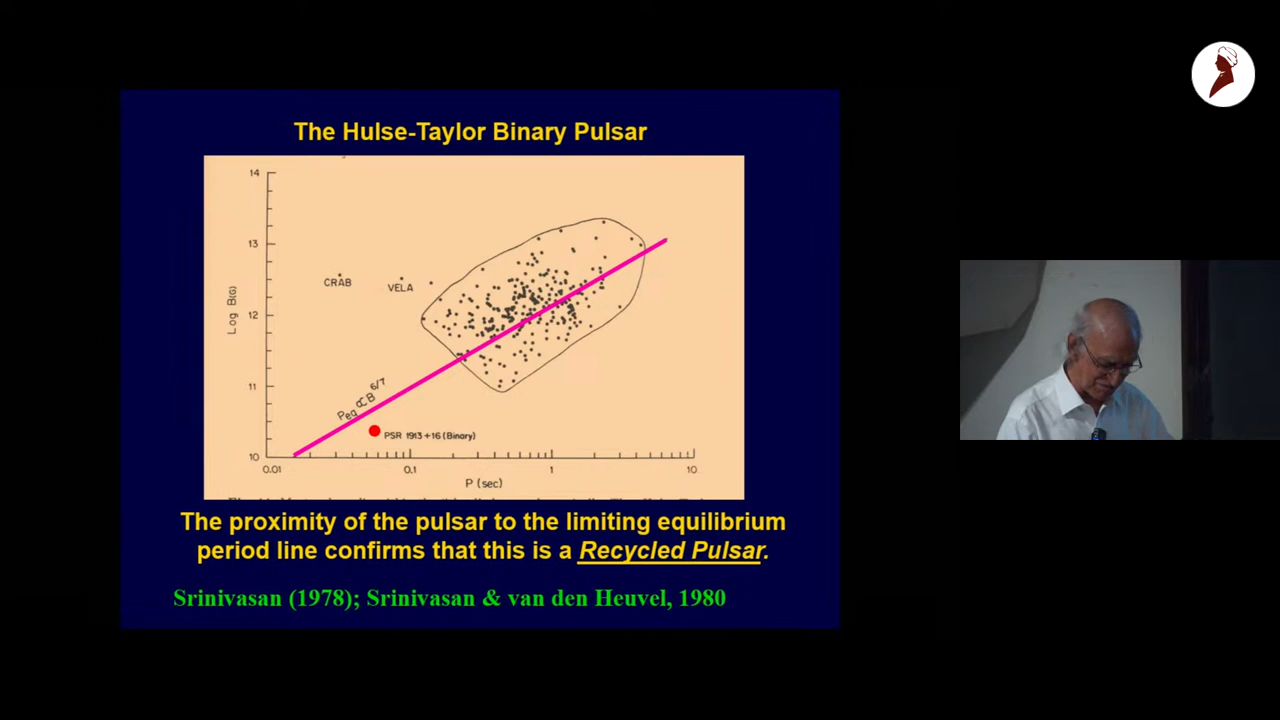 The Hulse-Taylor Binary Pulsar
14
13
CRAB
VELA
12
Log B(G)
11
Peq ∝ B^6/7
PSR 1913+16 (Binary)
10
0.01
0.1
1
10
P (sec)
The proximity of the pulsar to the limiting equilibrium
period line confirms that this is a Recycled Pulsar.
Srinivasan (1978); Srinivasan & van den Heuvel, 1980